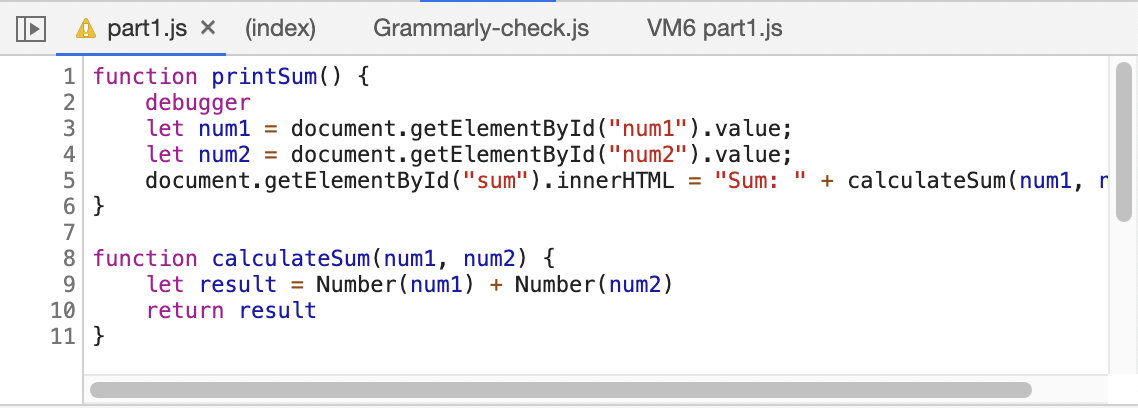 part1.js × (index) Grammarly-check.js VM6 part1.js
1 function printSum() {
2     debugger
3     let num1 = document.getElementById("num1").value;
4     let num2 = document.getElementById("num2").value;
5     document.getElementById("sum").innerHTML = "Sum: " + calculateSum(num1,
6 }
7
8 function calculateSum(num1, num2) {
9     let result = Number(num1) + Number(num2)
10     return result
11 }